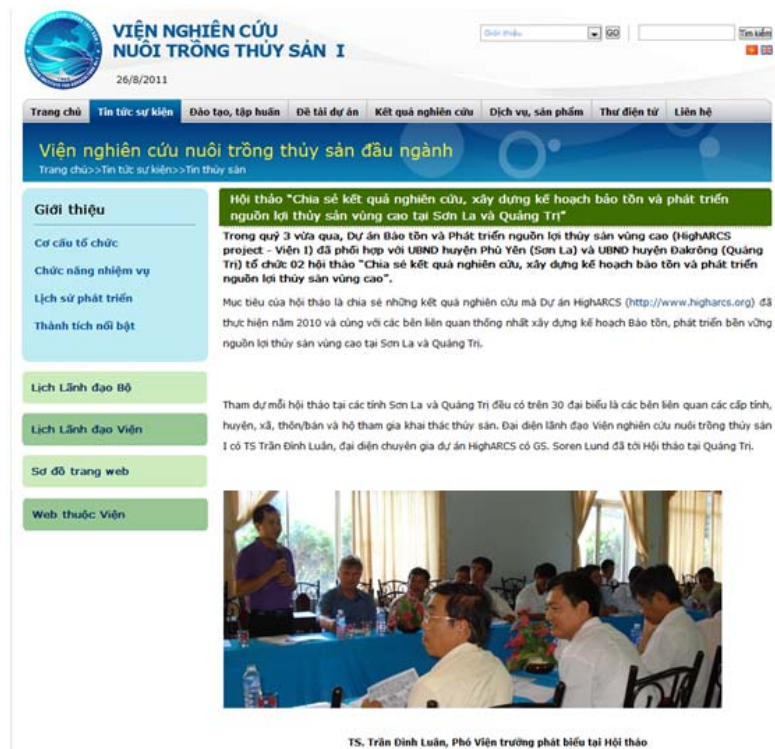 VIỆN NGHIÊN CỨU
NUÔI TRỒNG THỦY SẢN I
26/8/2011
Giới thiệu
GO
Tìm kiếm
Trang chủ Tin tức sự kiện Đào tạo, tập huấn Đề tài dự án Kết quả nghiên cứu Dịch vụ, sản phẩm Thư điện tử Liên hệ
Viện nghiên cứu nuôi trồng thủy sản đầu ngành
Trang chủ>>Tin tức sự kiện>>Tin thủy sản
Giới thiệu
Cơ cấu tổ chức
Chức năng nhiệm vụ
Lịch sử phát triển
Thành tích nổi bật
Lịch Lãnh đạo Bộ
Lịch Lãnh đạo Viện
Sơ đồ trang web
Web thuộc Viện
Hội thảo "Chia sẻ kết quả nghiên cứu, xây dựng kế hoạch bảo tồn và phát triển
nguồn lợi thủy sản vùng cao tại Sơn La và Quảng Trị"
Trong quý 3 vừa qua, Dự án Bảo tồn và Phát triển nguồn lợi thủy sản vùng cao (HighARCS
project - Viện I) đã phối hợp với UBND huyện Phù Yên (Sơn La) và UBND huyện Đakrông (Quảng
Trị) tổ chức 02 hội thảo "Chia sẻ kết quả nghiên cứu, xây dựng kế hoạch bảo tồn và phát triển
nguồn lợi thủy sản vùng cao".
Mục tiêu của hội thảo là chia sẻ những kết quả nghiên cứu mà Dự án HighARCS (http://www.higharcs.org) đã
thực hiện năm 2010 và cùng với các bên liên quan thống nhất xây dựng kế hoạch Bảo tồn, phát triển bền vững
nguồn lợi thủy sản vùng cao tại Sơn La và Quảng Trị.
Tham dự mỗi hội thảo tại các tỉnh Sơn La và Quảng Trị đều có trên 30 đại biểu là các bên liên quan các cấp tỉnh,
huyện, xã, thôn/bản và hộ tham gia khai thác thủy sản. Đại diện lãnh đạo Viện nghiên cứu nuôi trồng thủy sản
I có TS Trần Đình Luân, đại diện chuyên gia dự án HighARCS có GS. Soren Lund đã tới Hội thảo tại Quảng Trị.
TS. Trần Đình Luân, Phó Viện trưởng phát biểu tại Hội thảo